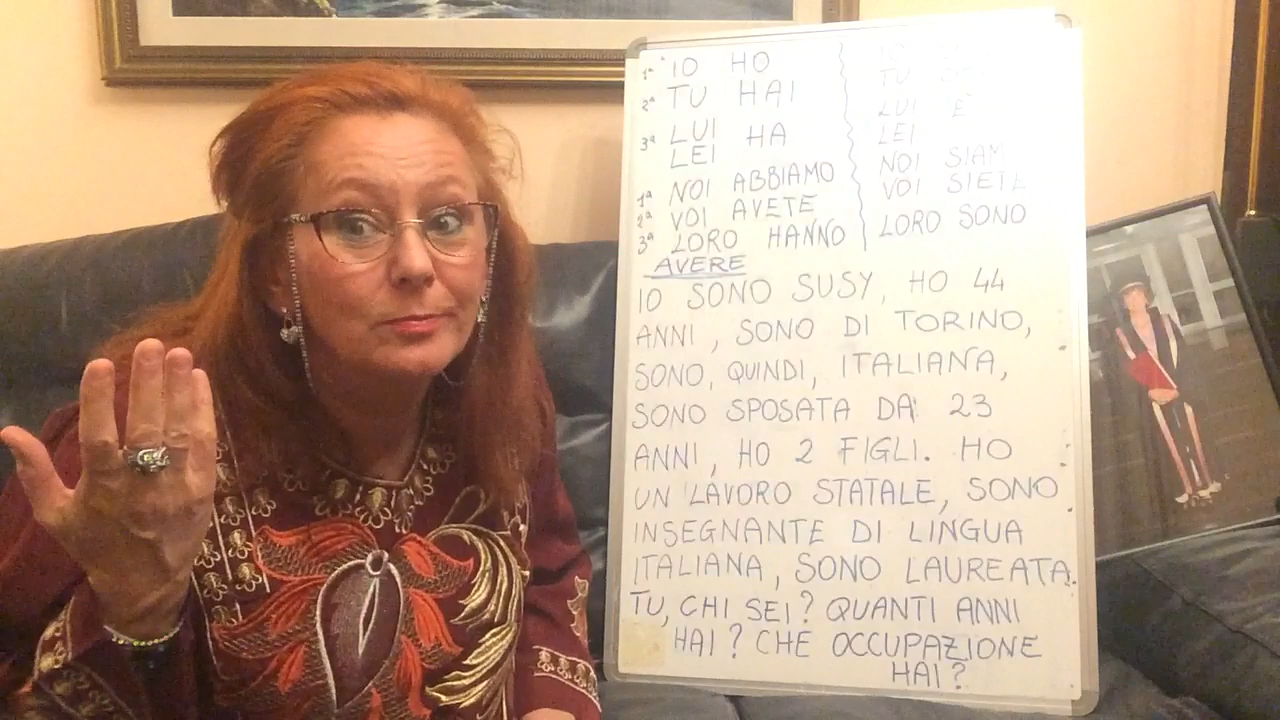 1ª IO HO
2ª TU HAI
3ª LUI
LEI HA
1ª NOI ABBIAMO
2ª VOI AVETE
3ª LORO HANNO
AVERE
IO
TU
LUI È
LEI
NOI SIAM
VOI SIETE
LORO SONO
IO SONO SUSY, HO 44
ANNI, SONO DI TORINO,
SONO, QUINDI, ITALIANA,
SONO SPOSATA DA 23
ANNI, HO 2 FIGLI. HO
UN LAVORO STATALE, SONO
INSEGNANTE DI LINGUA
ITALIANA, SONO LAUREATA.
TU, CHI SEI? QUANTI ANNI
HAI? CHE OCCUPAZIONE
HAI?